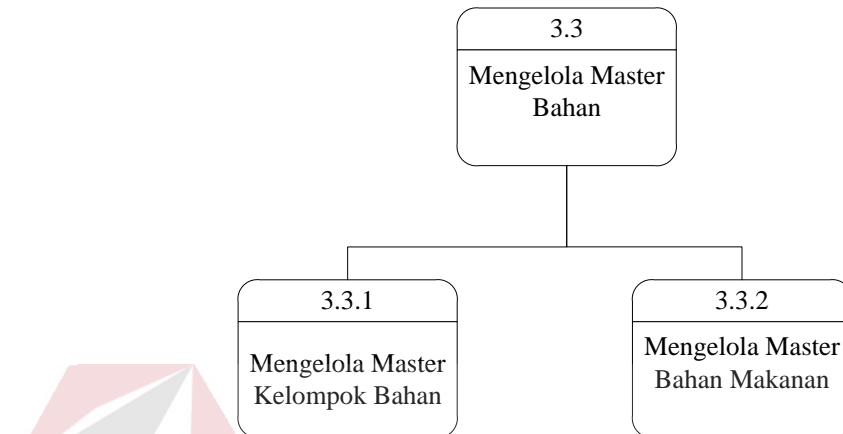 3.3
Mengelola Master
Bahan
3.3.1
Mengelola Master
Kelompok Bahan
3.3.2
Mengelola Master
Bahan Makanan